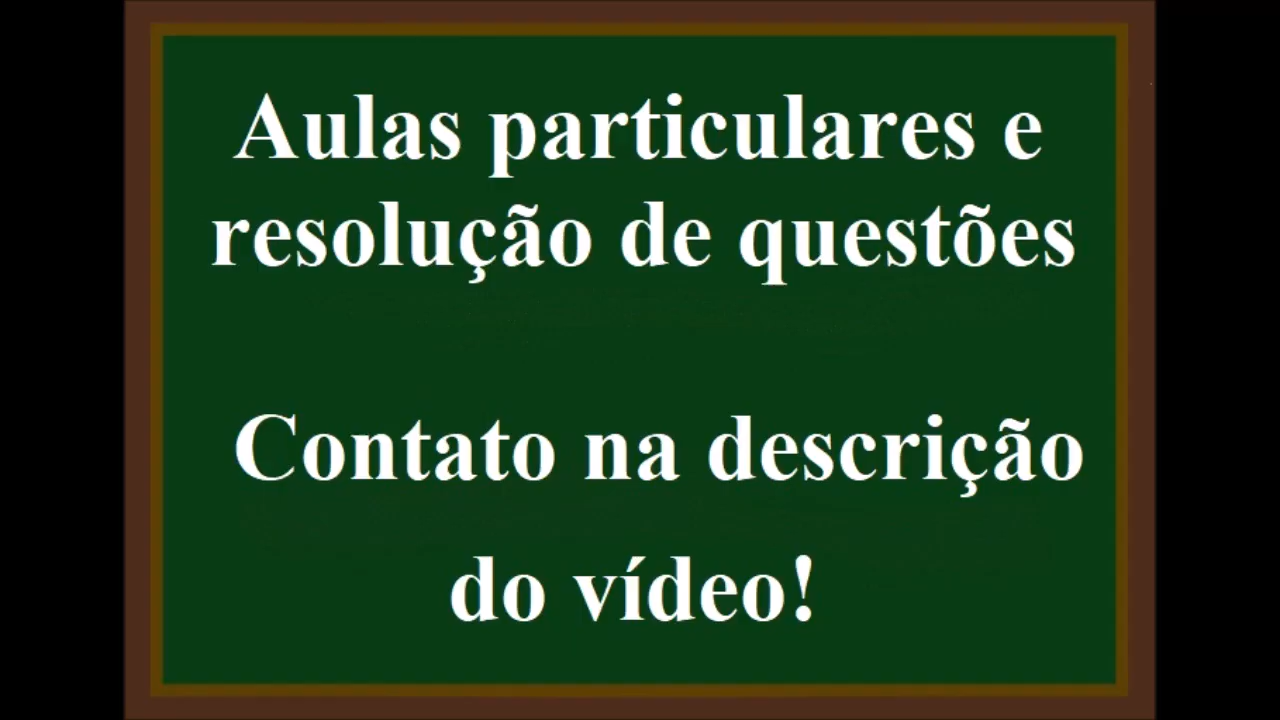 Aulas particulares e
resolução de questões
Contato na descrição
do vídeo!